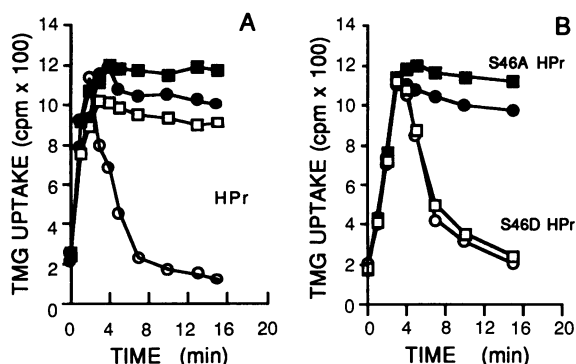 A
TMG UPTAKE (cpm x 100)
14
12
10
8
6
4
2
0
HPr
0 4 8 12 16 20
TIME (min)
B
TMG UPTAKE (cpm x 100)
14
12
10
8
6
4
2
0
S46A HPr
S46D HPr
0 4 8 12 16 20
TIME (min)